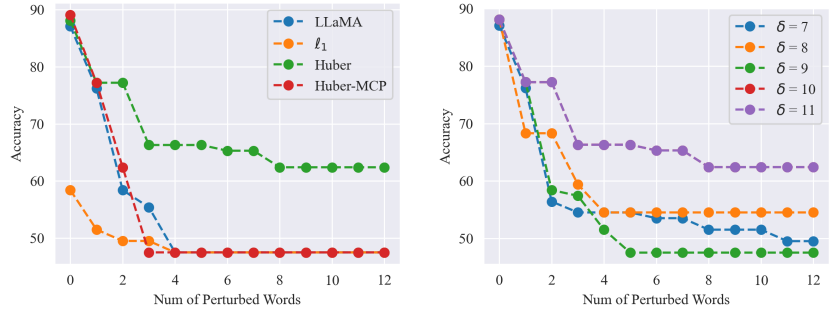 90
80
70
60
50
Accuracy
0 2 4 6 8 10 12
Num of Perturbed Words
LLaMA
ℓ1
Huber
Huber-MCP
90
80
70
60
50
Accuracy
0 2 4 6 8 10 12
Num of Perturbed Words
δ = 7
δ = 8
δ = 9
δ = 10
δ = 11